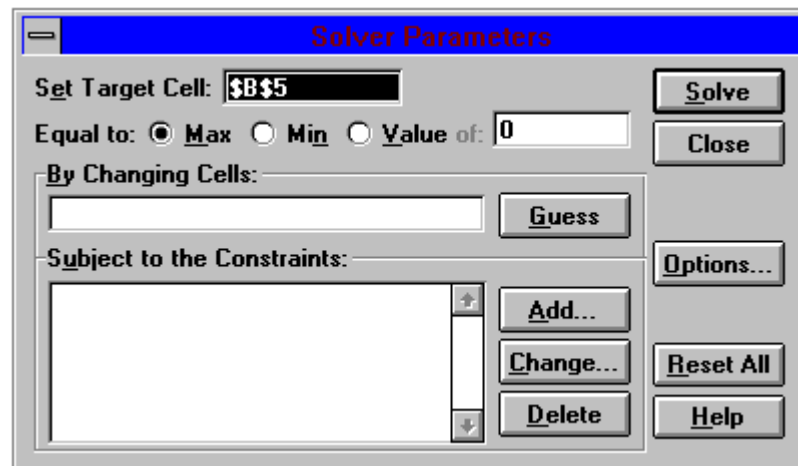 Solver Parameters
Set Target Cell: $B$5
Solve
Equal to: Max Min Value of: 0
Close
By Changing Cells:
Guess
Subject to the Constraints:
Options...
Add...
Change...
Reset All
Delete
Help